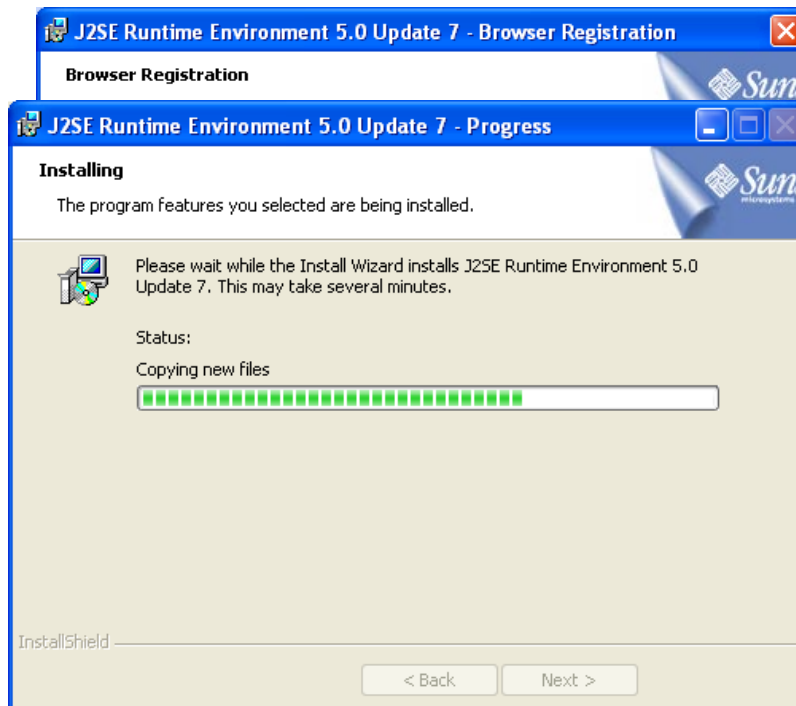 J2SE Runtime Environment 5.0 Update 7 - Browser Registration
Browser Registration
Sun
J2SE Runtime Environment 5.0 Update 7 - Progress
Installing
The program features you selected are being installed.
Sun
microsystems
Please wait while the Install Wizard installs J2SE Runtime Environment 5.0
Update 7. This may take several minutes.
Status:
Copying new files
InstallShield
< Back
Next >